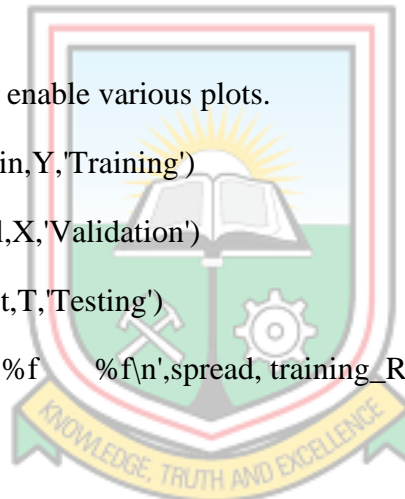 enable various plots.
in,Y,'Training')
l,X,'Validation')
t,T,'Testing')
%f %f\n',spread, training_R
KNOWLEDGE, TRUTH AND EXCELLENCE